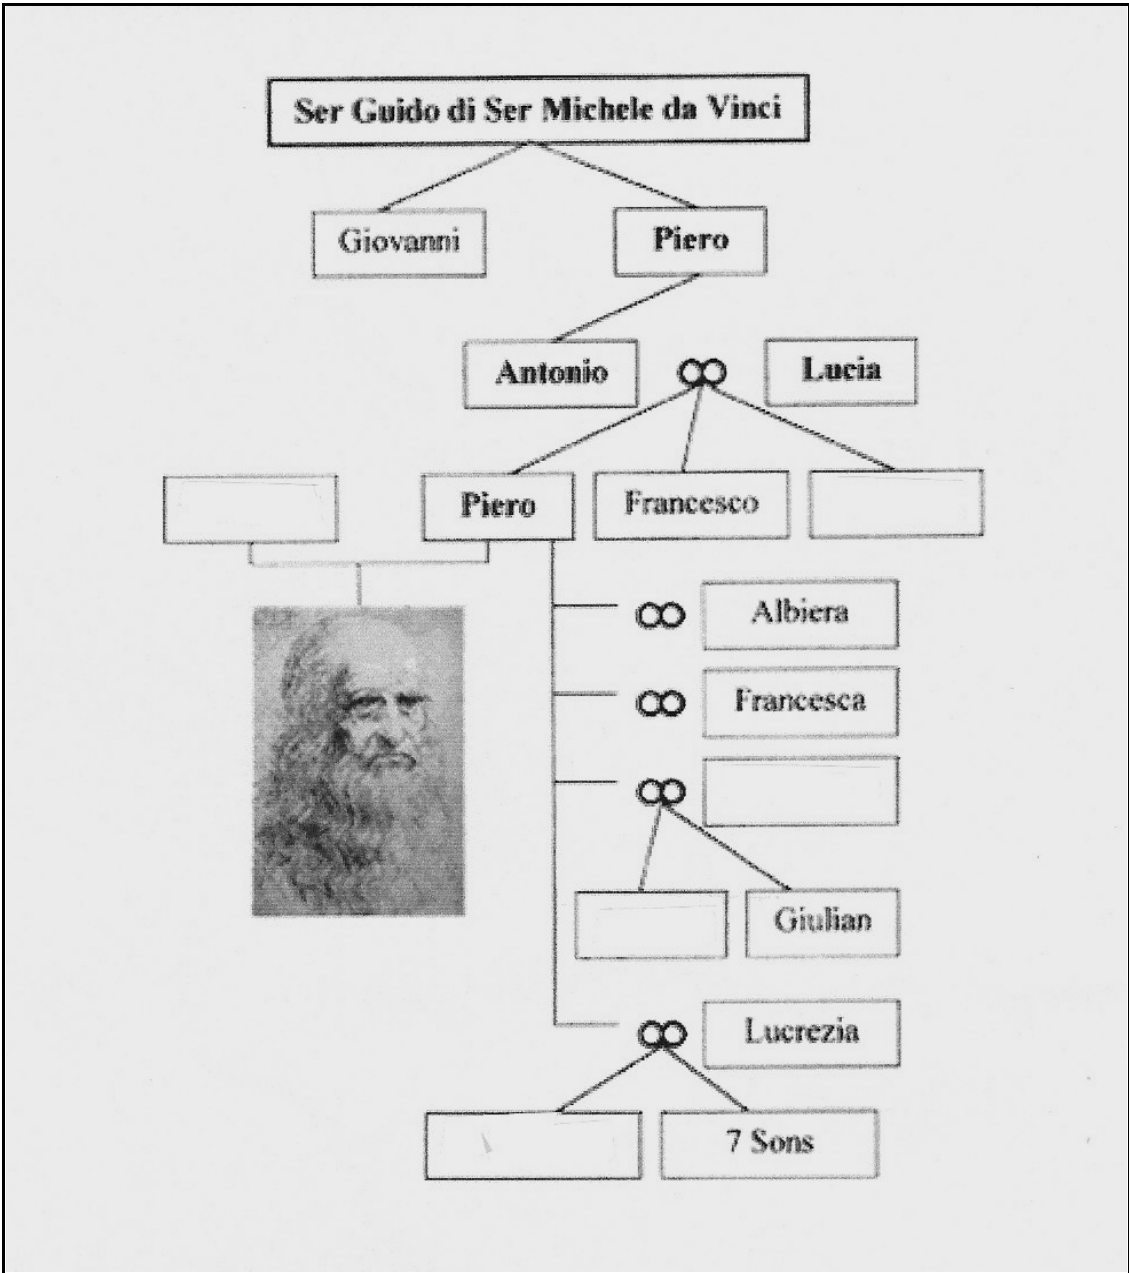 Ser Guido di Ser Michele da Vinci
Giovanni
Piero
Antonio
Lucia
Piero
Francesco
Albiera
Francesca
Giulian
Lucrezia
7 Sons